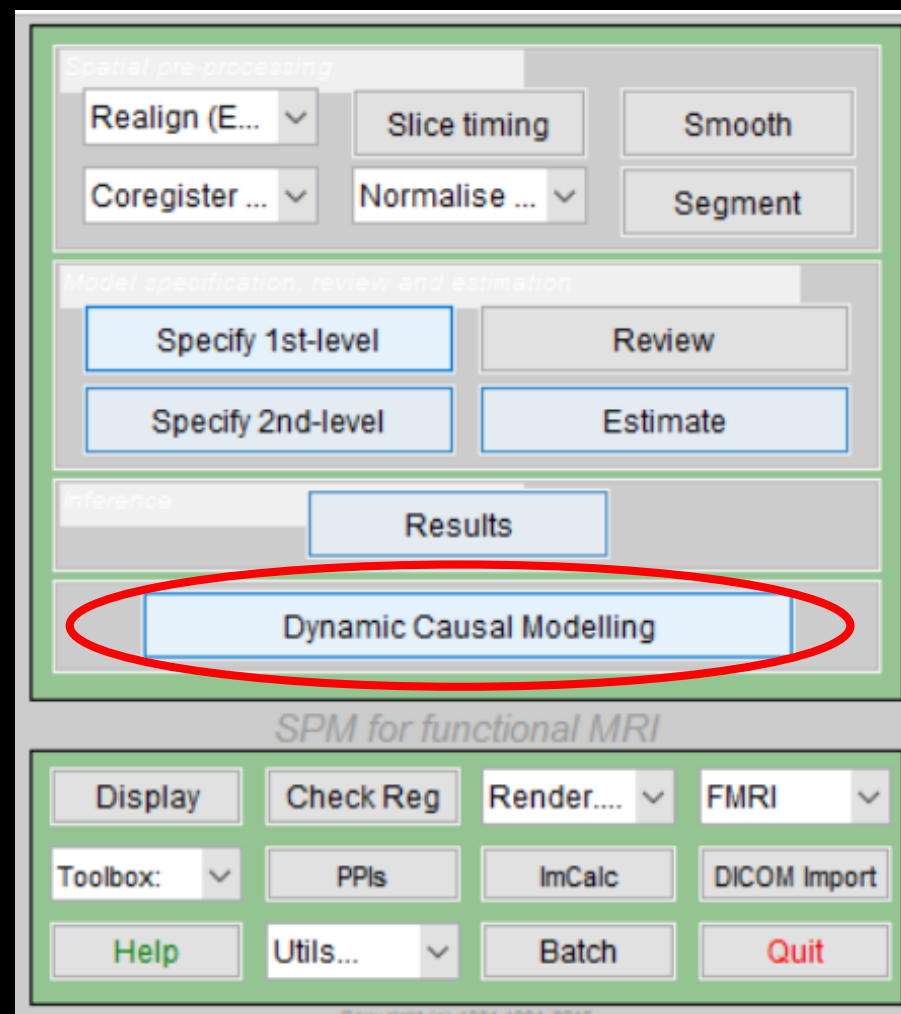 Spatial pre-processing
Realign (E... Slice timing Smooth
Coregister ... Normalise ... Segment
Model specification, review and estimation
Specify 1st-level Review
Specify 2nd-level Estimate
Inference
Results
Dynamic Causal Modelling
SPM for functional MRI
Display Check Reg Render.... FMRI
Toolbox: PPIs ImCalc DICOM Import
Help Utils... Batch Quit